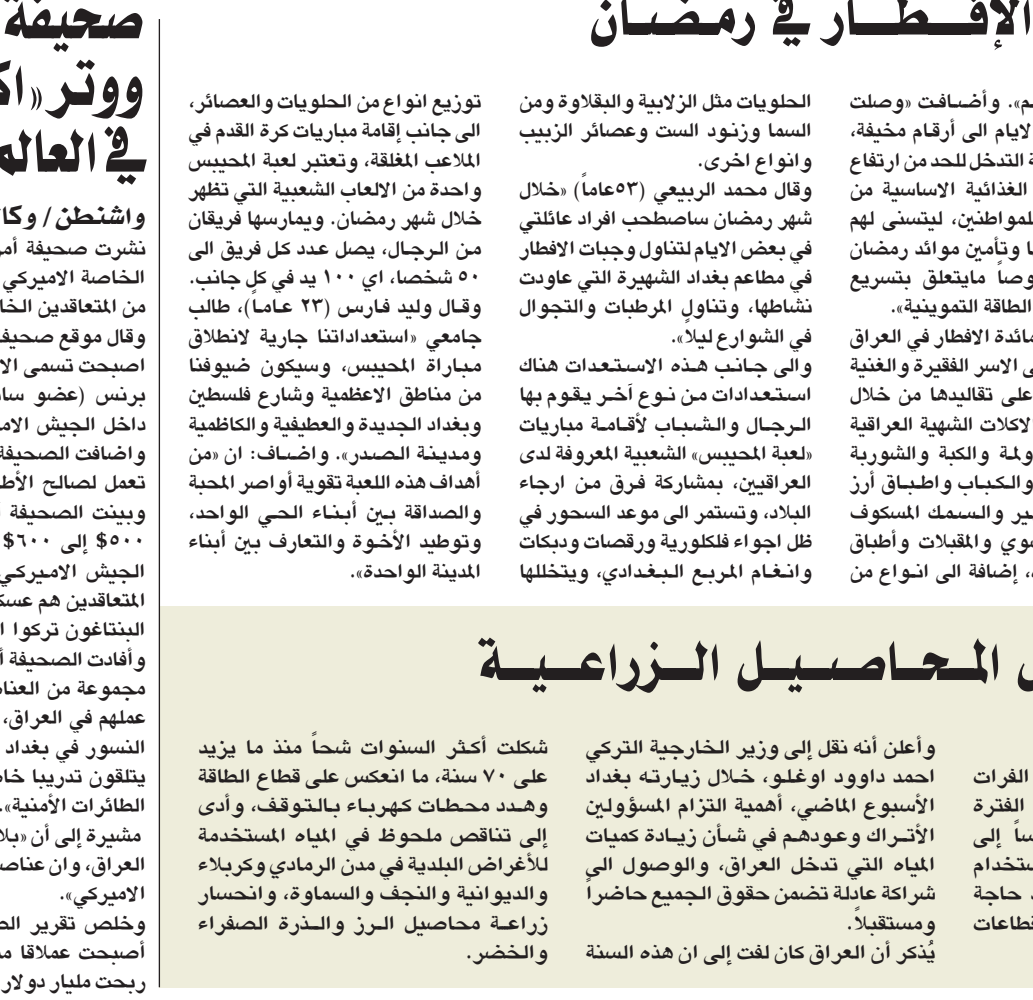 الإفـطـار في رمـضـان
لايام الى أرقام مخيفة،
ة التدخل للحد من ارتفاع
الغذائية الاساسية من
لمواطنين، ليتسنى لهم
ا وتأمين موائد رمضان
وصاً مايتعلق بتسريع
الطاقة التموينية».
مائدة الافطار في العراق
ى الاسر الفقيرة والغنية
على تقاليدها من خلال
لاكلات الشهية العراقية
ولمة والكبة والشوربة
والكباب واطباق أرز
ير والسمك المسكوف
وي والمقبلات وأطباق
، إضافة الى انواع من
الحلويات مثل الزلابية والبقلاوة ومن
السما وزنود الست وعصائر الزبيب
وانواع اخرى.
وقال محمد الربيعي (٥٣عاماً) «خلال
شهر رمضان ساصطحب افراد عائلتي
في بعض الايام لتناول وجبات الافطار
في مطاعم بغداد الشهيرة التي عاودت
نشاطها، وتناول المرطبات والتجوال
في الشوارع ليلاً».
والى جانب هذه الاستعدات هناك
استعدادات من نوع آخر يقوم بها
الرجال والشباب لأقامة مباريات
«لعبة المحيبس» الشعبية المعروفة لدى
العراقيين، بمشاركة فرق من ارجاء
البلاد، وتستمر الى موعد السحور في
ظل اجواء فلكلورية ورقصات ودبكات
وانغام المربع البغدادي، ويتخللها
توزيع انواع من الحلويات والعصائر،
الى جانب إقامة مباريات كرة القدم في
الملاعب المغلقة، وتعتبر لعبة المحيبس
واحدة من الالعاب الشعبية التي تظهر
خلال شهر رمضان. ويمارسها فريقان
من الرجال، يصل عدد كل فريق الى
٥٠ شخصا، اي ١٠٠ يد في كل جانب.
وقال وليد فارس (٢٣ عاماً)، طالب
جامعي «استعداداتنا جارية لانطلاق
مباراة المحيبس، وسيكون ضيوفنا
من مناطق الاعظمية وشارع فلسطين
وبغداد الجديدة والعطيفية والكاظمية
ومدينة الصدر». واضاف: ان «من
أهداف هذه اللعبة تقوية أواصر المحبة
والصداقة بين أبناء الحي الواحد،
وتوطيد الأخوة والتعارف بين أبناء
المدينة الواحدة».
المحـاصـيـل الـزراعـيـة
الفرات
الفترة
ساً إلى
ستخدام
حاجة
قطاعات
وأعلن أنه نقل إلى وزير الخارجية التركي
احمد داوود اوغلو، خلال زيارته بغداد
الأسبوع الماضي، أهمية التزام المسؤولين
الأتراك وعودهم في شأن زيادة كميات
المياه التي تدخل العراق، والوصول الى
شراكة عادلة تضمن حقوق الجميع حاضراً
ومستقبلاً.
يُذكر أن العراق كان لفت إلى ان هذه السنة
شكلت أكثر السنوات شحاً منذ ما يزيد
على ٧٠ سنة، ما انعكس على قطاع الطاقة
وهدد محطات كهرباء بالتوقف، وأدى
إلى تناقص ملحوظ في المياه المستخدمة
للأغراض البلدية في مدن الرمادي وكربلاء
والديوانية والنجف والسماوة، وانحسار
زراعة محاصيل الرز والذرة الصفراء
والخضر.
صحيفة
ووتر «اك
في العالم
واشنطن / وكا
نشرت صحيفة أمر
الخاصة الاميركي
من المتعاقدين الخا
وقال موقع صحيفة
اصبحت تسمى الا
برنس (عضو ساب
داخل الجيش الام
واضافت الصحيفة
تعمل لصالح الأط
وبينت الصحيفة
٥٠٠$ إلى ٦٠٠$
الجيش الاميركي
المتعاقدين هم عسك
البنتاغون تركوا ا
وأفادت الصحيفة أ
مجموعة من العنا
عملهم في العراق،
النسور في بغداد
يتلقون تدريبا خا
الطائرات الأمنية».
مشيرة إلى أن «بلا
العراق، وان عناص
الاميركي».
وخلص تقرير الص
أصبحت عملاقا م
ربحت مليار دولار